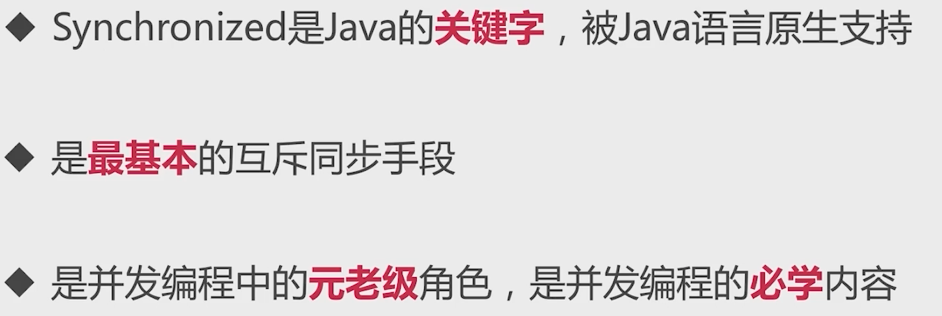 ◆ Synchronized是Java的关键字，被Java语言原生支持
◆ 是最基本的互斥同步手段
◆ 是并发编程中的元老级角色，是并发编程的必学内容